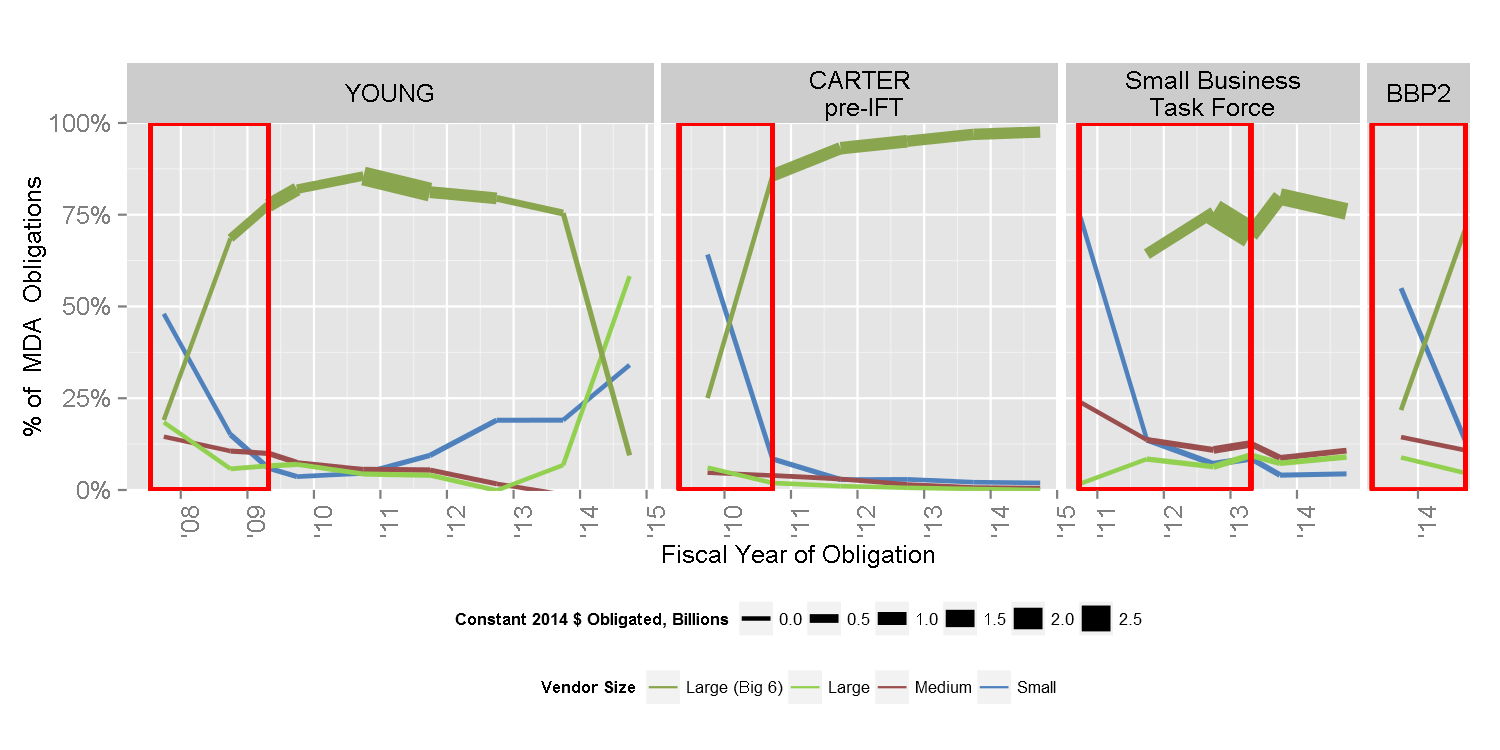 YOUNG
CARTER
pre-IFT
Small Business
Task Force
BBP2
% of MDA Obligations
100%
75%
50%
25%
0%
'08 '09 '10 '11 '12 '13 '14 '15
'10 '11 '12 '13 '14 '15
'11 '12 '13 '14
'14
Fiscal Year of Obligation
Constant 2014 $ Obligated, Billions 0.0 0.5 1.0 1.5 2.0 2.5
Vendor Size Large (Big 6) Large Medium Small